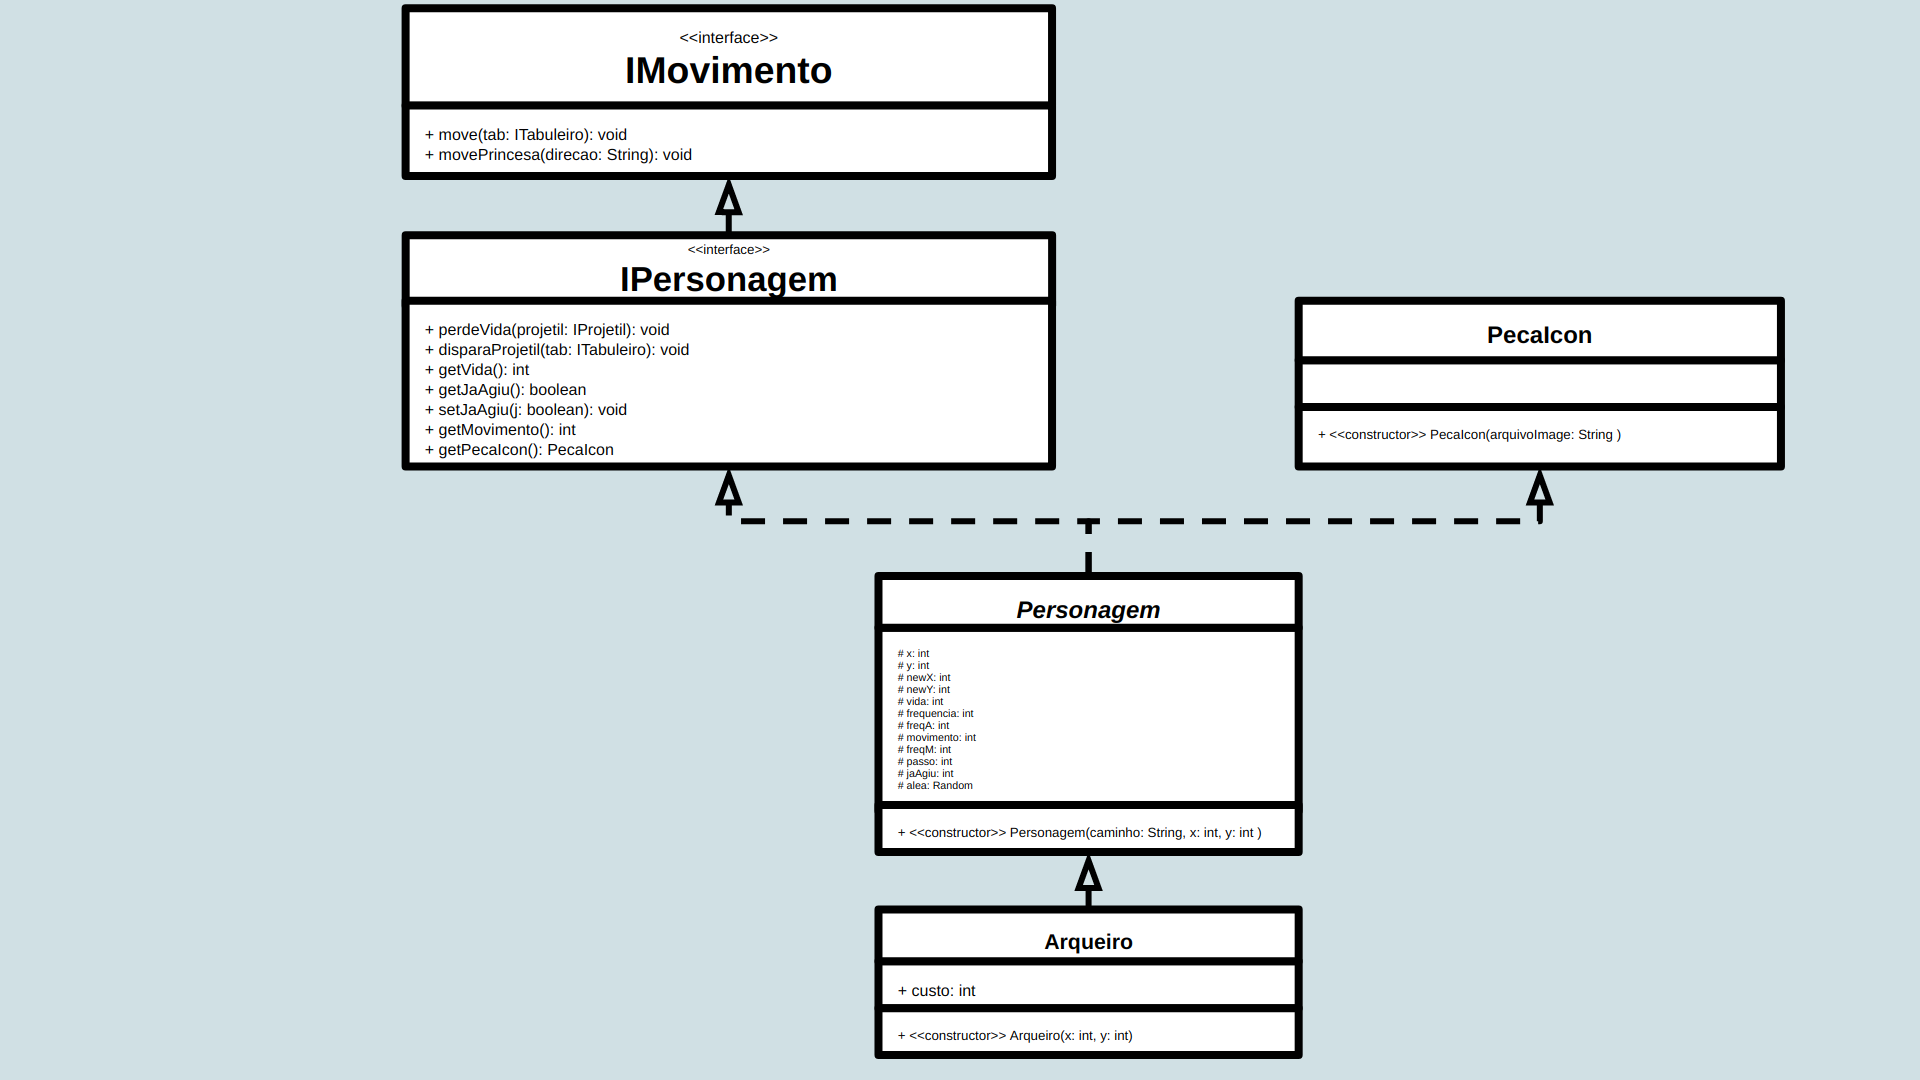 <<interface>>
IMovimento
+ move(tab: ITabuleiro): void
+ movePrincesa(direcao: String): void
<<interface>>
IPersonagem
+ perdeVida(projetil: IProjetil): void
+ disparaProjetil(tab: ITabuleiro): void
+ getVida(): int
+ getJaAgiu(): boolean
+ setJaAgiu(j: boolean): void
+ getMovimento(): int
+ getPecaIcon(): PecaIcon
PecaIcon
+ <<constructor>> PecaIcon(arquivoImage: String )
Personagem
# x: int
# y: int
# newX: int
# newY: int
# vida: int
# frequencia: int
# freqA: int
# movimento: int
# freqM: int
# passo: int
# jaAgiu: int
# alea: Random
+ <<constructor>> Personagem(caminho: String, x: int, y: int )
Arqueiro
+ custo: int
+ <<constructor>> Arqueiro(x: int, y: int)